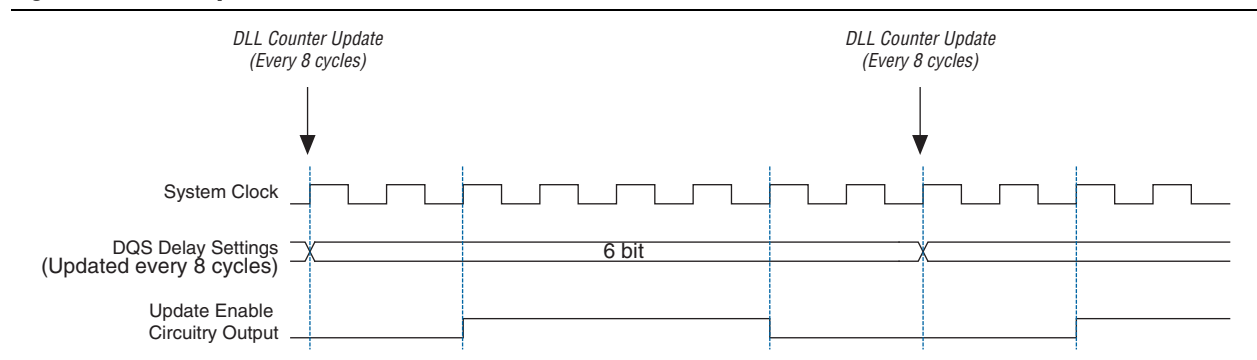 DLL Counter Update
(Every 8 cycles)
DLL Counter Update
(Every 8 cycles)
System Clock
DQS Delay Settings
(Updated every 8 cycles)
6 bit
Update Enable
Circuitry Output